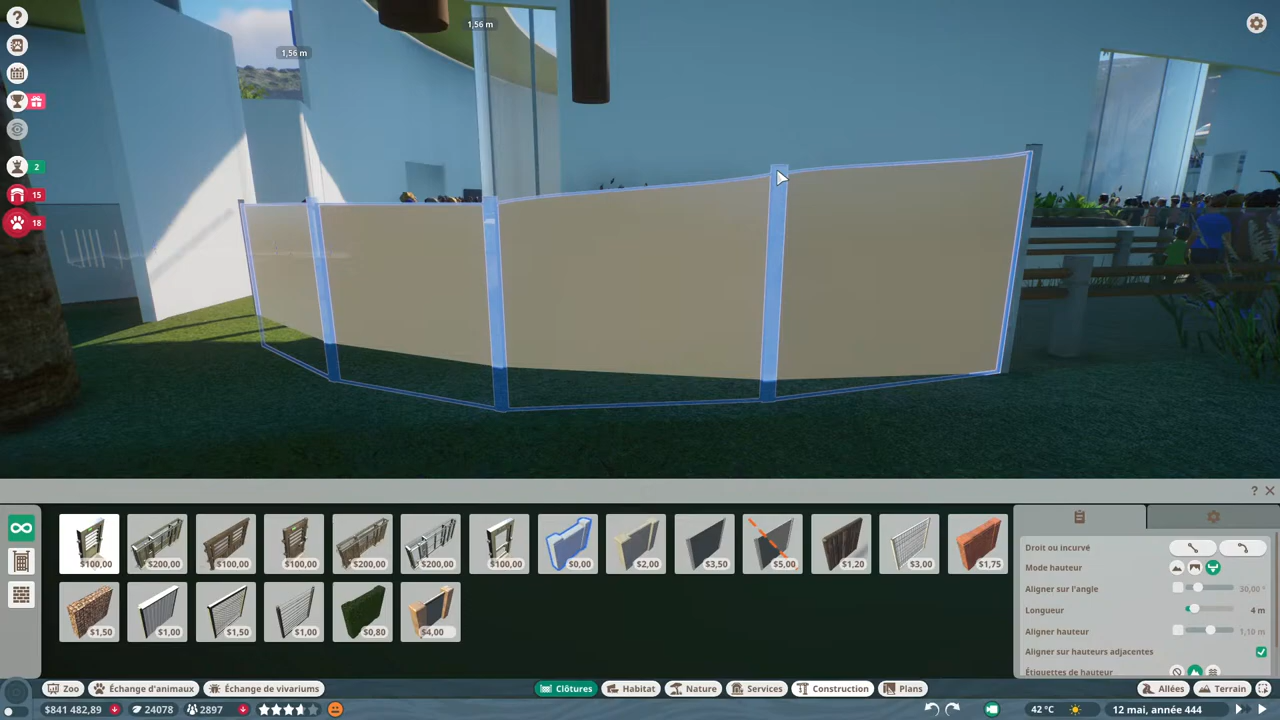 ?
1,56 m
1,56 m
2
15
18
?
$100,00
$200,00
$100,00
$100,00
$200,00
$200,00
$100,00
$0,00
$2,00
$3,50
$5,00
$1,20
$3,00
$1,75
$1,50
$1,00
$1,50
$1,00
$0,80
$4,00
Droit ou incurvé
Mode hauteur
Aligner sur l'angle 30,00 °
Longueur 4 m
Aligner hauteur 1,10 m
Aligner sur hauteurs adjacentes
Étiquettes de hauteur
Zoo Échange d'animaux Échange de vivariums Clôtures Habitat Nature Services Construction Plans Allées Terrain
$841 482,89 24078 2897 42 °C 12 mai, année 444